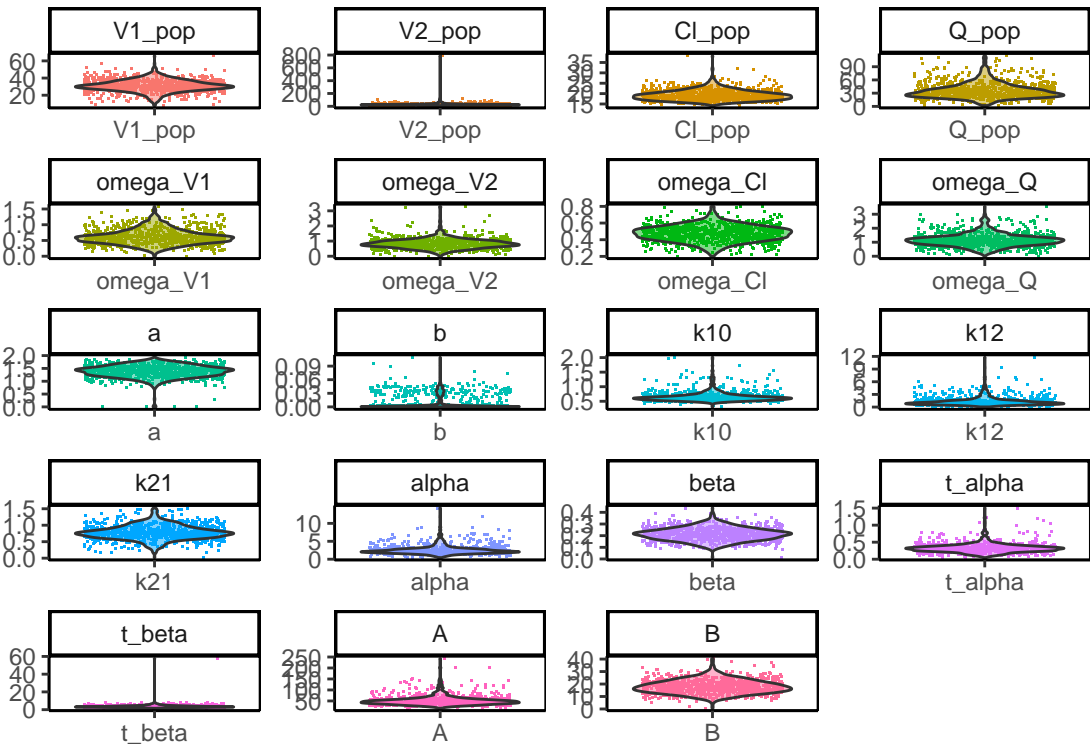 V1_pop V2_pop Cl_pop Q_pop
60 40 20
800 600 400 200 0
35 30 25 20 15
90 60 30 0
V1_pop V2_pop Cl_pop Q_pop
omega_V1 omega_V2 omega_Cl omega_Q
1.5 1.0 0.5 0.0
3 2 1 0
0.8 0.6 0.4 0.2
3 2 1 0
omega_V1 omega_V2 omega_Cl omega_Q
a b k10 k12
2.0 1.5 1.0 0.5 0.0
0.09 0.06 0.03 0.00
2.0 1.5 1.0 0.5
12 9 6 3 0
a b k10 k12
k21 alpha beta t_alpha
1.5 1.0 0.5 0.0
10 5 0
0.4 0.3 0.2 0.1 0.0
1.5 1.0 0.5 0.0
k21 alpha beta t_alpha
t_beta A B
60 40 20 0
250 200 150 100 50
40 30 20 10 0
t_beta A B